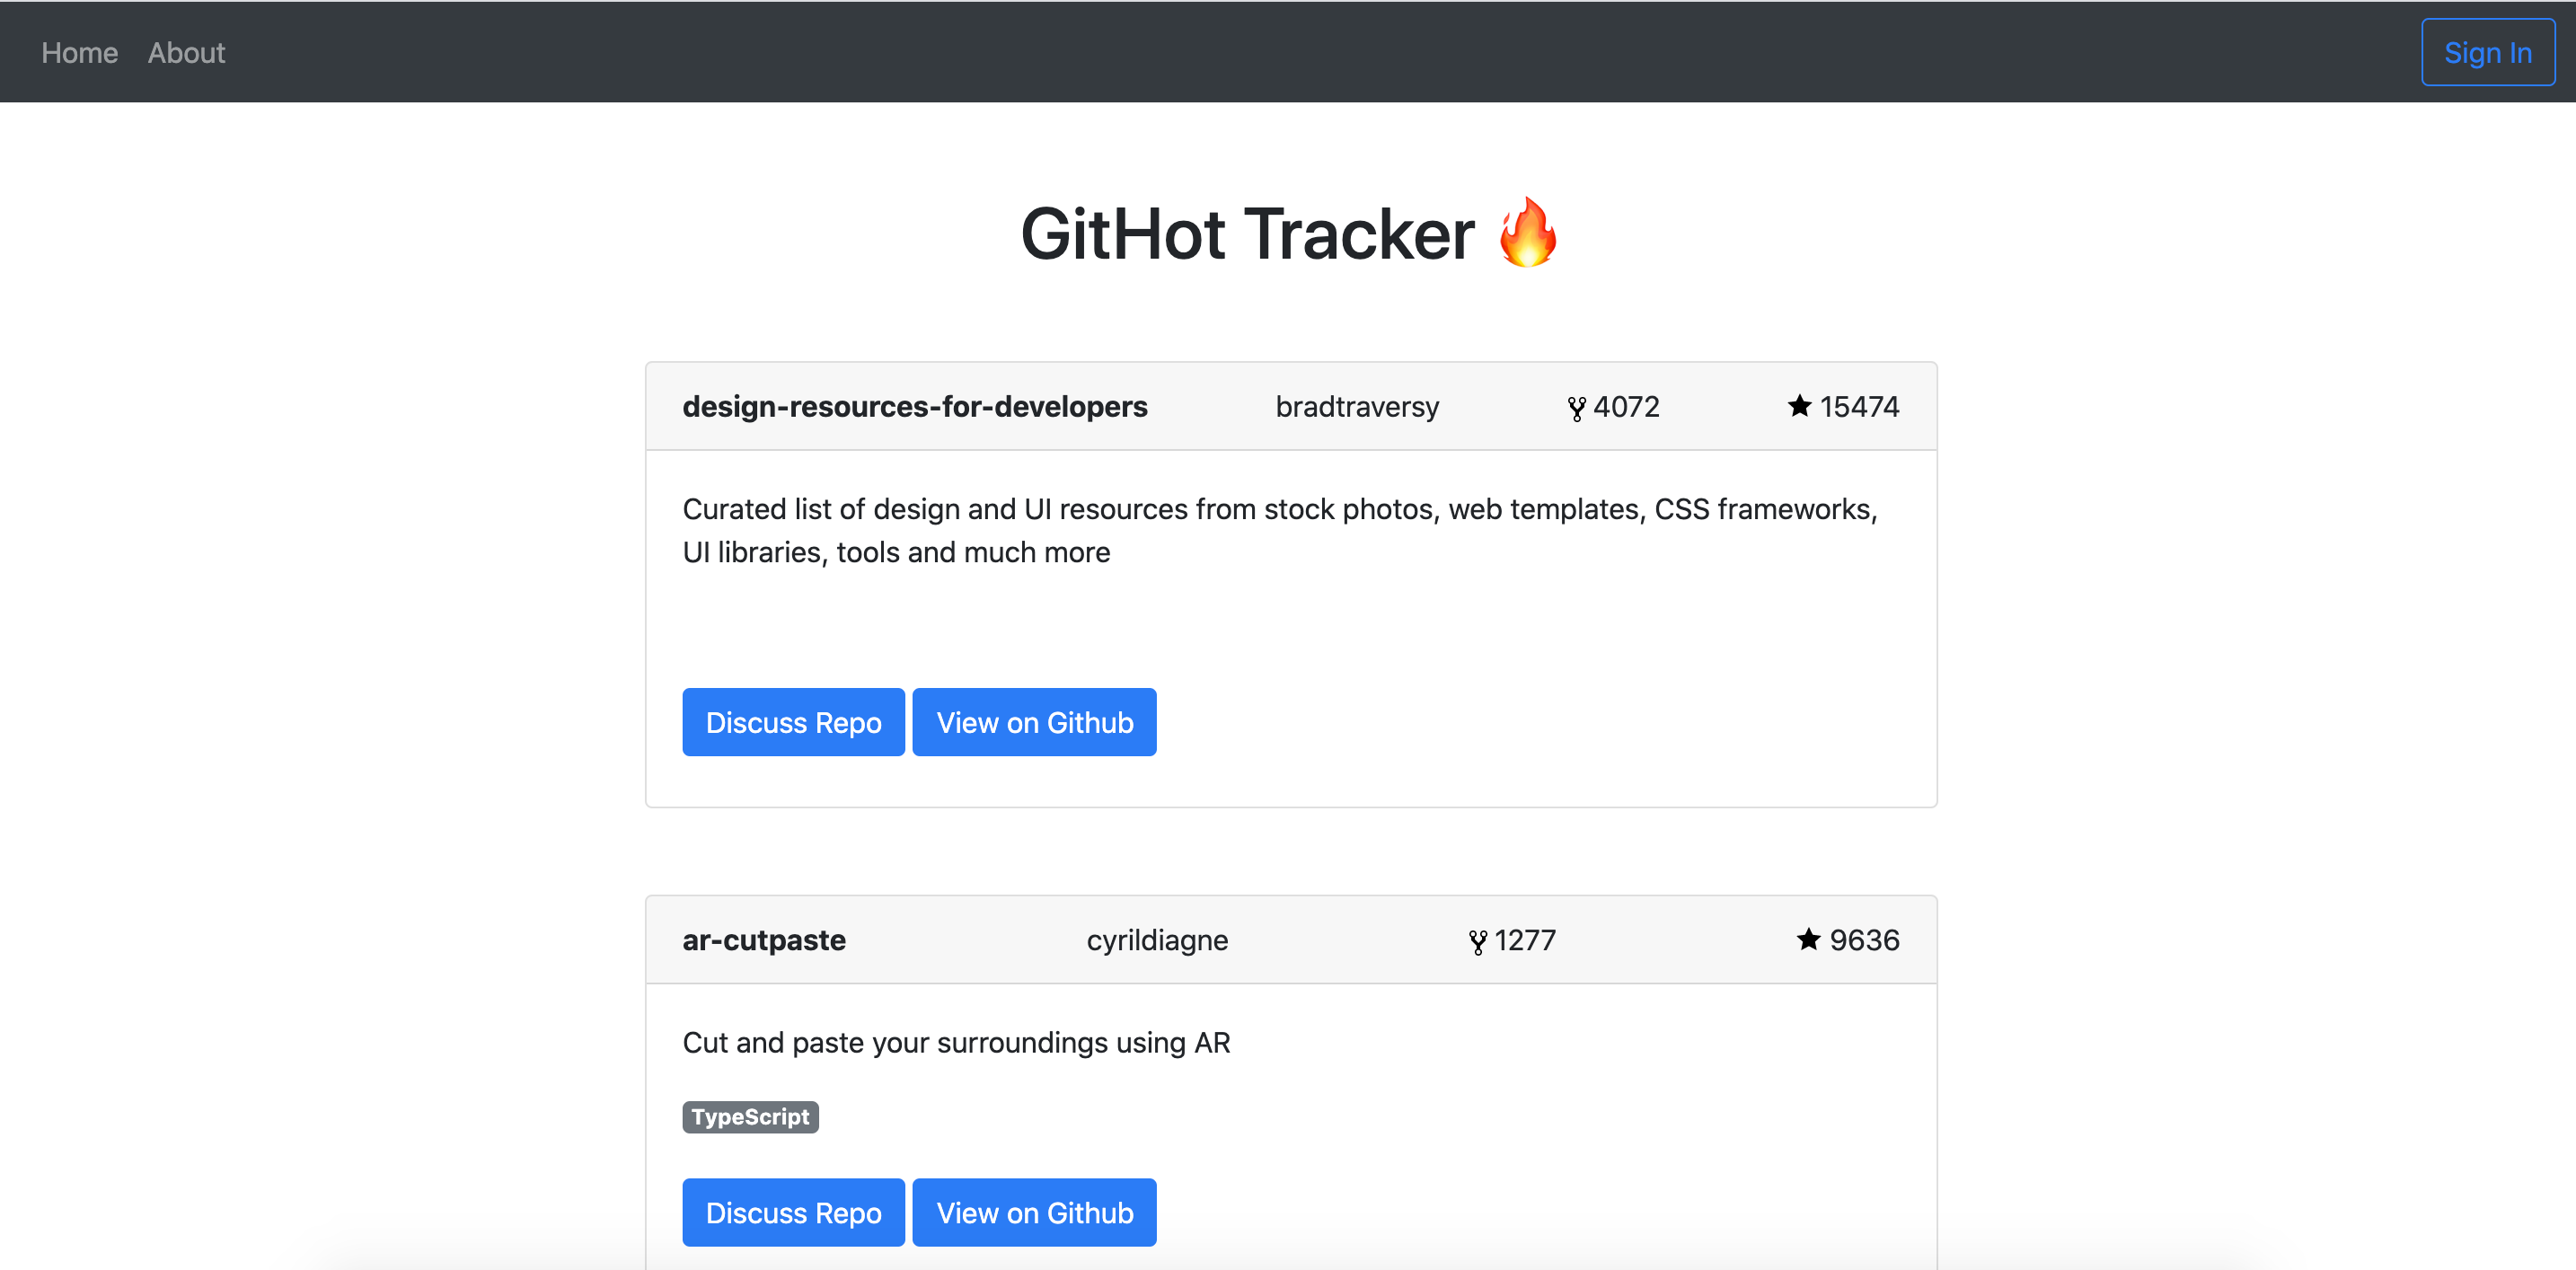 Home About Sign In
GitHot Tracker 🔥
design-resources-for-developers bradtraversy 4072 ★ 15474
Curated list of design and UI resources from stock photos, web templates, CSS frameworks,
UI libraries, tools and much more
Discuss Repo View on Github
ar-cutpaste cyrildiagne 1277 ★ 9636
Cut and paste your surroundings using AR
TypeScript
Discuss Repo View on Github